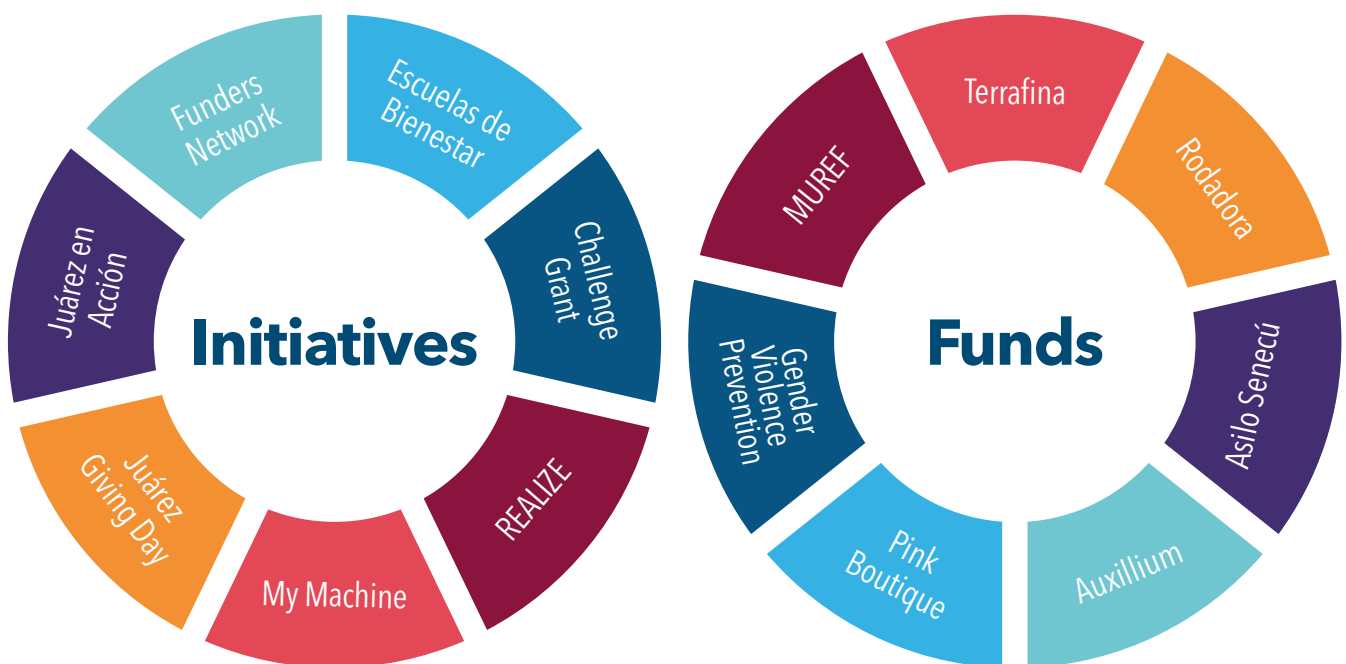 Initiatives
Escuelas de
Bienestar
Challenge
Grant
REALIZE
My Machine
Juárez
Giving Day
Juárez en
Acción
Funders
Network
Funds
Terrafina
Rodadora
Asilo Senecú
Auxillium
Pink
Boutique
Gender
Violence
Prevention
MUREF